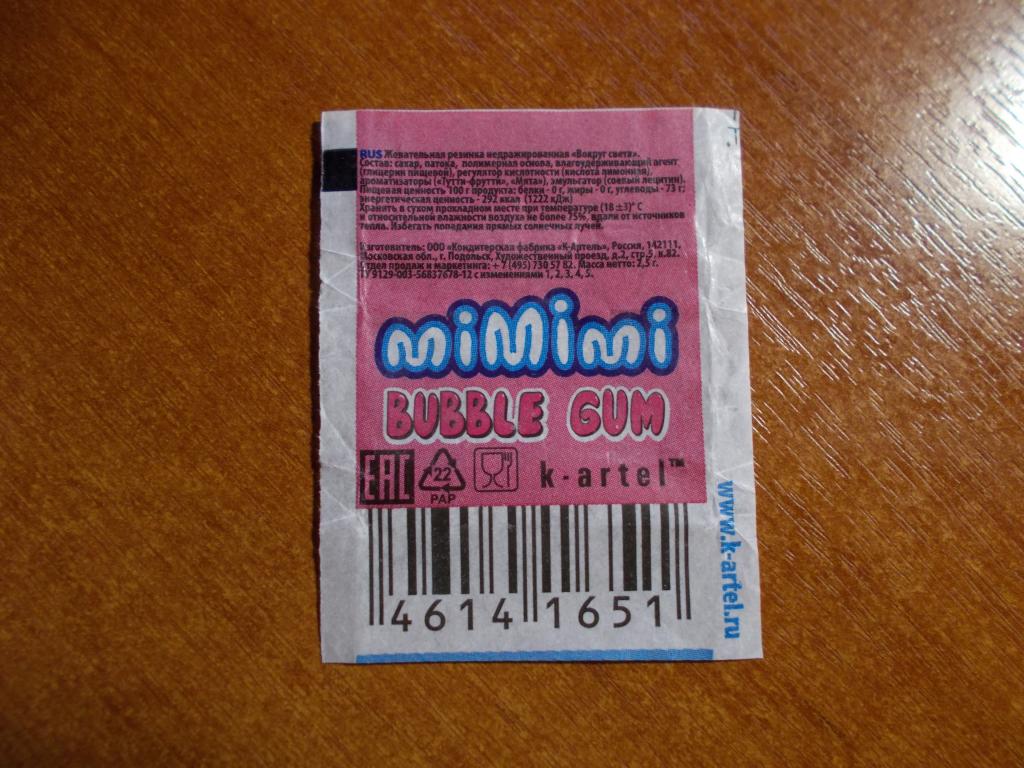 RUS Жевательная резинка недражированная «Вокруг света».
Состав: сахар, патока, полимерная основа, влагоудерживающий агент
(глицерин пищевой), регулятор кислотности (кислота лимонная),
ароматизаторы («Тутти-фрутти», «Мята»), эмульгатор (соевый лецитин).
Пищевая ценность 100 г продукта: белки - 0 г, жиры - 0 г, углеводы - 73 г;
энергетическая ценность - 292 ккал (1222 кДж)
Хранить в сухом прохладном месте при температуре (18 ±3)° С
и относительной влажности воздуха не более 75%, вдали от источников
тепла. Избегать попадания прямых солнечных лучей.
Изготовитель: ООО «Кондитерская фабрика «К-Артель», Россия, 142111,
Московская обл., г. Подольск, Художественный проезд, д.2, стр.5, к.82.
Отдел продаж и маркетинга: + 7 (495) 730 57 82. Масса нетто: 2,5 г.
ТУ 9129-003-56837678-12 с изменениями 1, 2, 3, 4, 5.
miMimi
BUBBLE GUM
EAC 22 PAP k-artel™
4614 1651
www.k-artel.ru